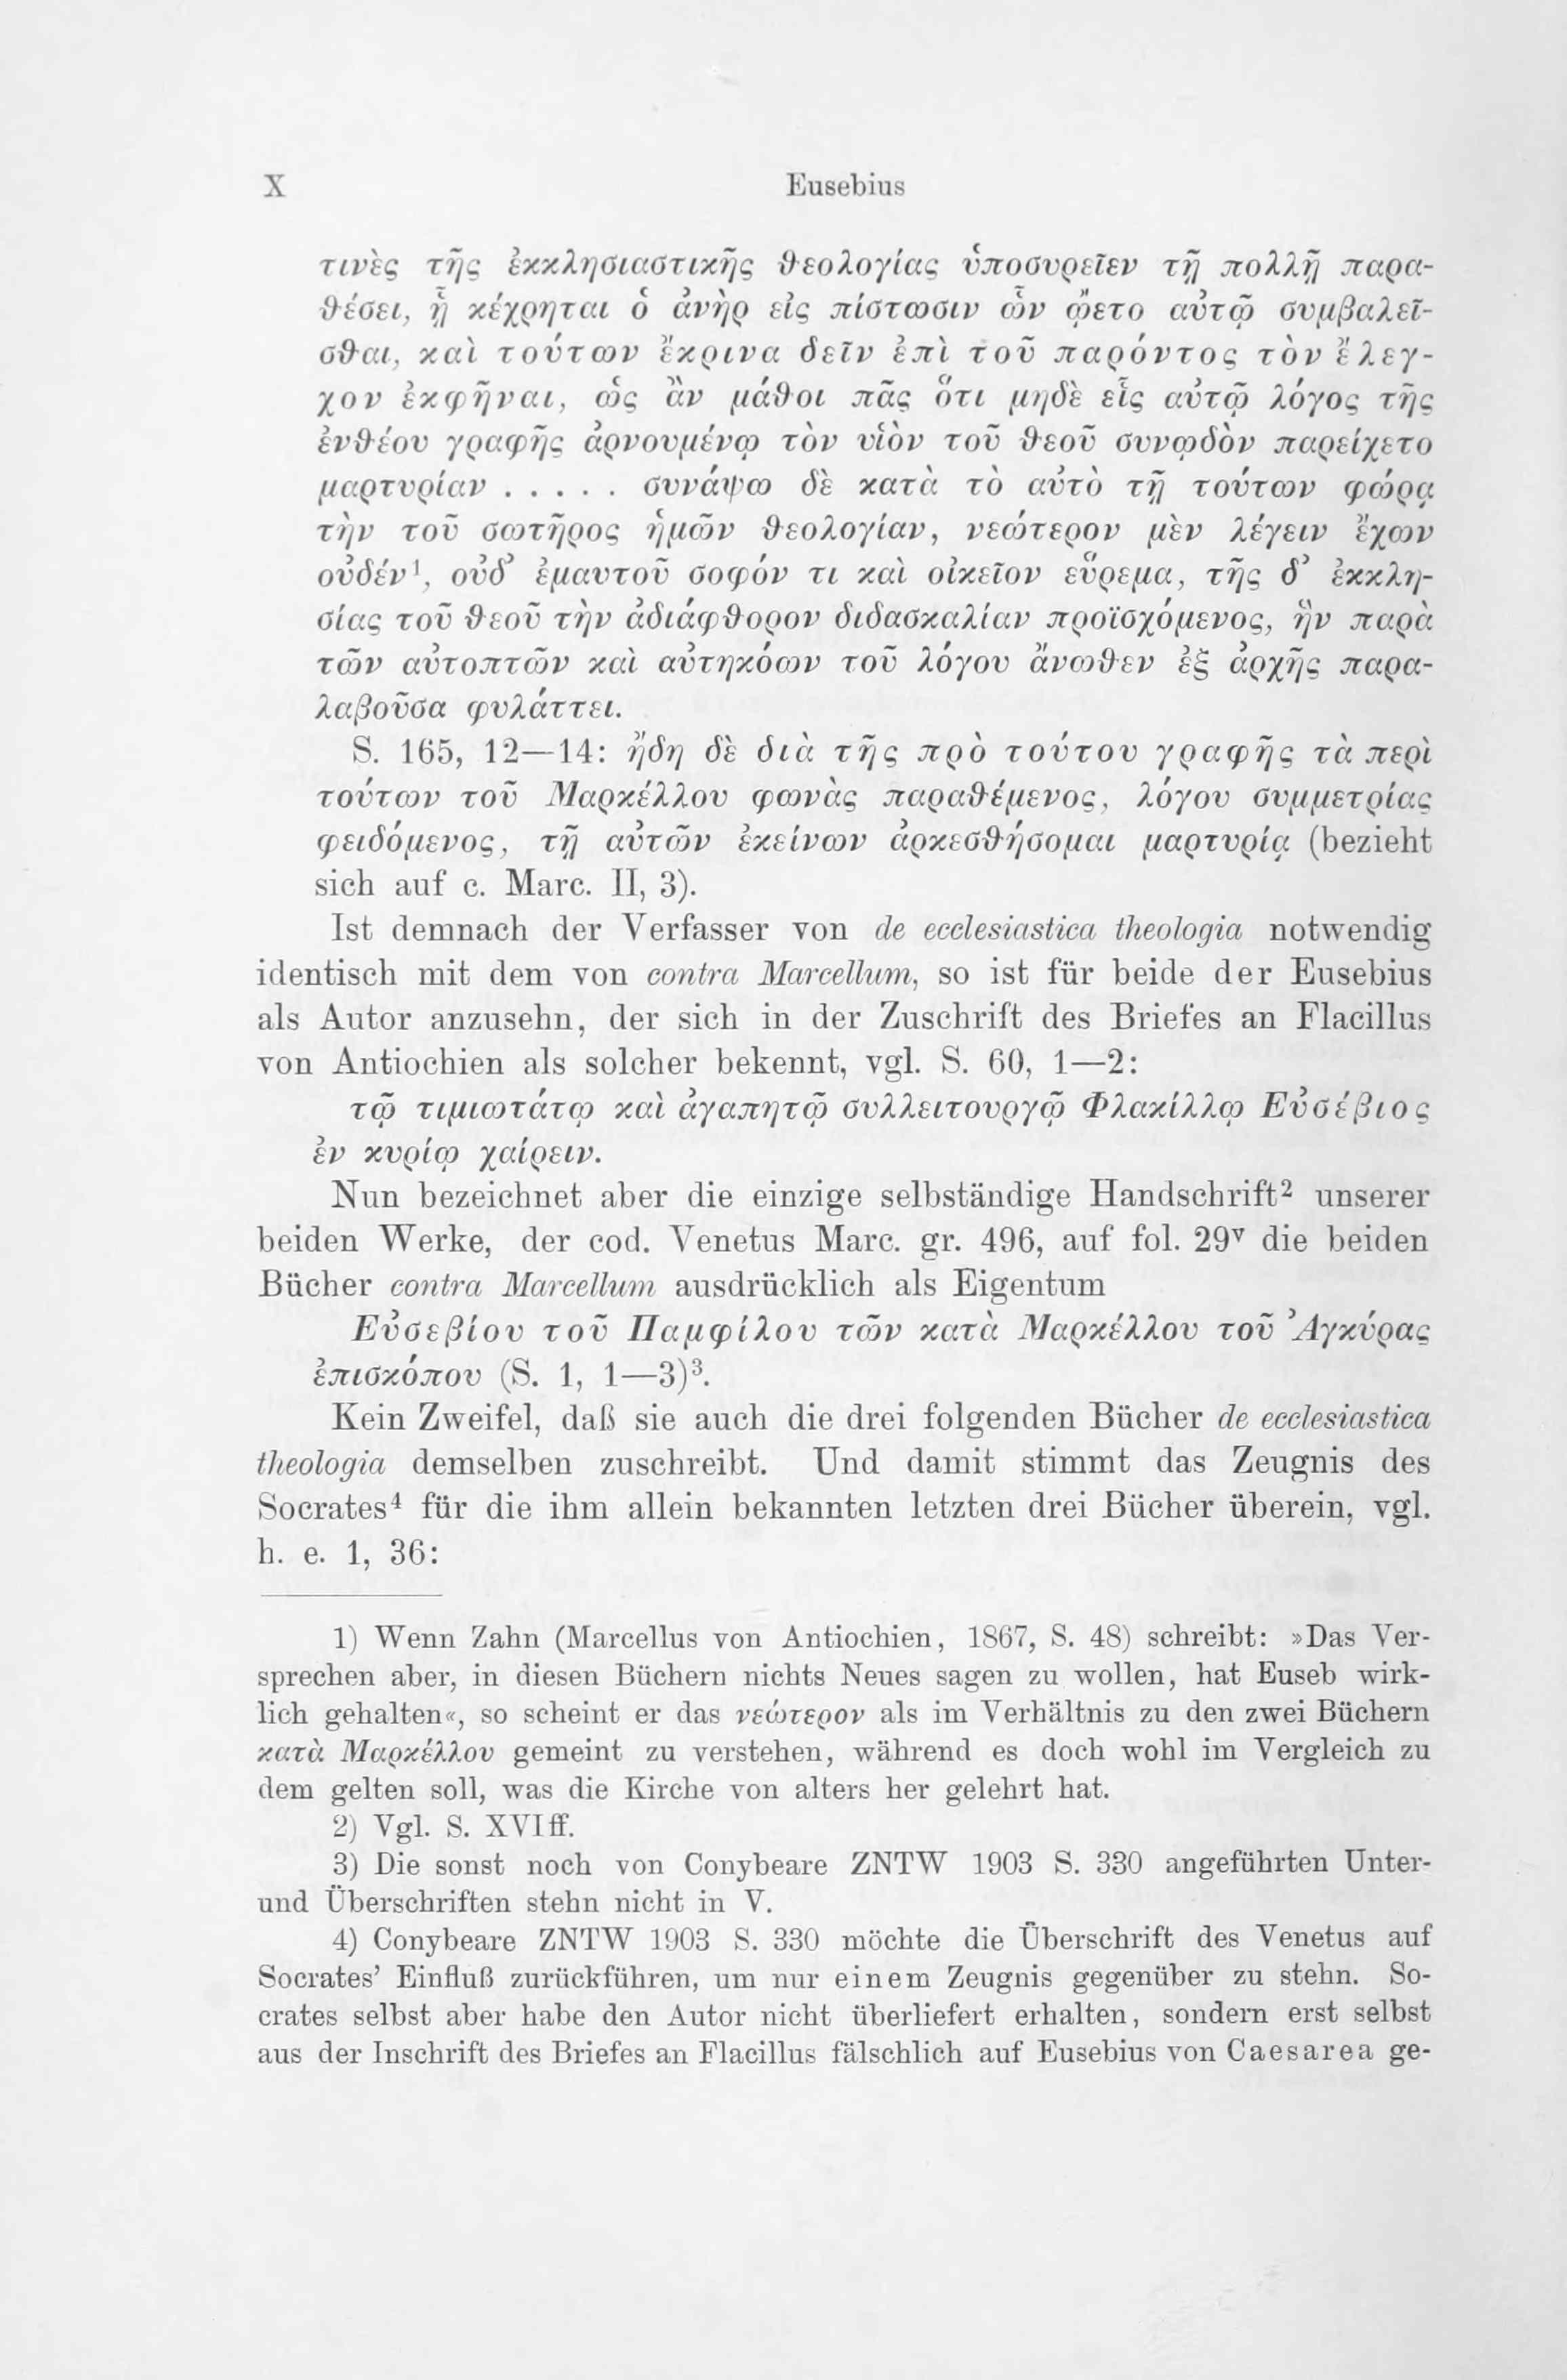 X Eusebius
τινὲς τῆς ἐκκλησιαστικῆς θεολογίας ὑποσυρεῖεν τῇ πολλῇ παρα-
θέσει, ᾗ κέχρηται ὁ ἀνὴρ εἰς πίστωσιν ὧν ᾤετο αὐτῷ συμβαλεῖ-
σθαι, καὶ τούτων ἔκρινα δεῖν ἐπὶ τοῦ παρόντος τὸν ἔλεγ-
χον ἐκφῆναι, ὡς ἂν μάθοι πᾶς ὅτι μηδὲ εἷς αὐτῷ λόγος τῆς
ἐνθέου γραφῆς ἀρνουμένῳ τὸν υἱὸν τοῦ θεοῦ συνῳδὸν παρείχετο
μαρτυρίαν . . . . . συνάψω δὲ κατὰ τὸ αὐτὸ τῇ τούτων φώρᾳ
τὴν τοῦ σωτῆρος ἡμῶν θεολογίαν, νεώτερον μὲν λέγειν ἔχων
οὐδέν¹, οὐδ᾽ ἐμαυτοῦ σοφόν τι καὶ οἰκεῖον εὕρεμα, τῆς δ᾽ ἐκκλη-
σίας τοῦ θεοῦ τὴν ἀδιάφθορον διδασκαλίαν προϊσχόμενος, ἣν παρὰ
τῶν αὐτοπτῶν καὶ αὐτηκόων τοῦ λόγου ἄνωθεν ἐξ ἀρχῆς παρα-
λαβοῦσα φυλάττει.
S. 165, 12—14: ἤδη δὲ διὰ τῆς πρὸ τούτου γραφῆς τὰ περὶ
τούτων τοῦ Μαρκέλλου φωνὰς παραθέμενος, λόγου συμμετρίας
φειδόμενος, τῇ αὐτῶν ἐκείνων ἀρκεσθήσομαι μαρτυρίᾳ (bezieht
sich auf c. Marc. II, 3).
Ist demnach der Verfasser von de ecclesiastica theologia notwendig
identisch mit dem von contra Marcellum, so ist für beide der Eusebius
als Autor anzusehn, der sich in der Zuschrift des Briefes an Flacillus
von Antiochien als solcher bekennt, vgl. S. 60, 1—2:
τῷ τιμιωτάτῳ καὶ ἀγαπητῷ συλλειτουργῷ Φλακίλλῳ Εὐσέβιος
ἐν κυρίῳ χαίρειν.
Nun bezeichnet aber die einzige selbständige Handschrift² unserer
beiden Werke, der cod. Venetus Marc. gr. 496, auf fol. 29ᵛ die beiden
Bücher contra Marcellum ausdrücklich als Eigentum
Εὐσεβίου τοῦ Παμφίλου τῶν κατὰ Μαρκέλλου τοῦ Ἀγκύρας
ἐπισκόπου (S. 1, 1—3)³.
Kein Zweifel, daß sie auch die drei folgenden Bücher de ecclesiastica
theologia demselben zuschreibt. Und damit stimmt das Zeugnis des
Socrates⁴ für die ihm allein bekannten letzten drei Bücher überein, vgl.
h. e. 1, 36:
1) Wenn Zahn (Marcellus von Antiochien, 1867, S. 48) schreibt: »Das Ver-
sprechen aber, in diesen Büchern nichts Neues sagen zu wollen, hat Euseb wirk-
lich gehalten«, so scheint er das νεώτερον als im Verhältnis zu den zwei Büchern
κατὰ Μαρκέλλου gemeint zu verstehen, während es doch wohl im Vergleich zu
dem gelten soll, was die Kirche von alters her gelehrt hat.
2) Vgl. S. XVIff.
3) Die sonst noch von Conybeare ZNTW 1903 S. 330 angeführten Unter-
und Überschriften stehn nicht in V.
4) Conybeare ZNTW 1903 S. 330 möchte die Überschrift des Venetus auf
Socrates’ Einfluß zurückführen, um nur einem Zeugnis gegenüber zu stehn. So-
crates selbst aber habe den Autor nicht überliefert erhalten, sondern erst selbst
aus der Inschrift des Briefes an Flacillus fälschlich auf Eusebius von Caesarea ge-